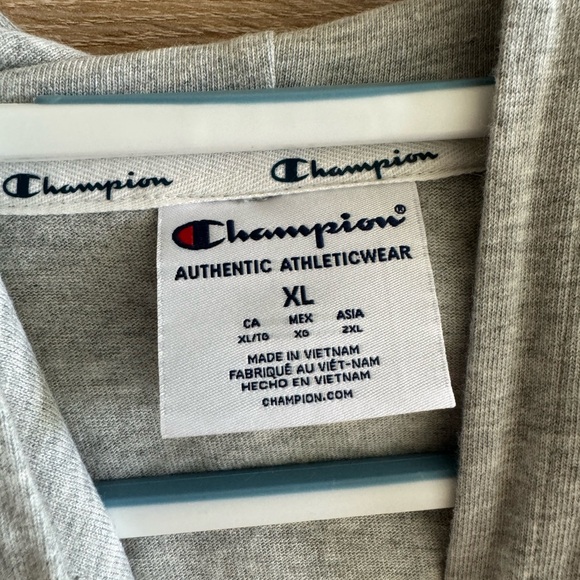 Champion Champion
Champion®
AUTHENTIC ATHLETICWEAR
XL
CA MEX ASIA
XL/TG XG 2XL
MADE IN VIETNAM
FABRIQUÉ AU VIÊT-NAM
HECHO EN VIETNAM
CHAMPION.COM